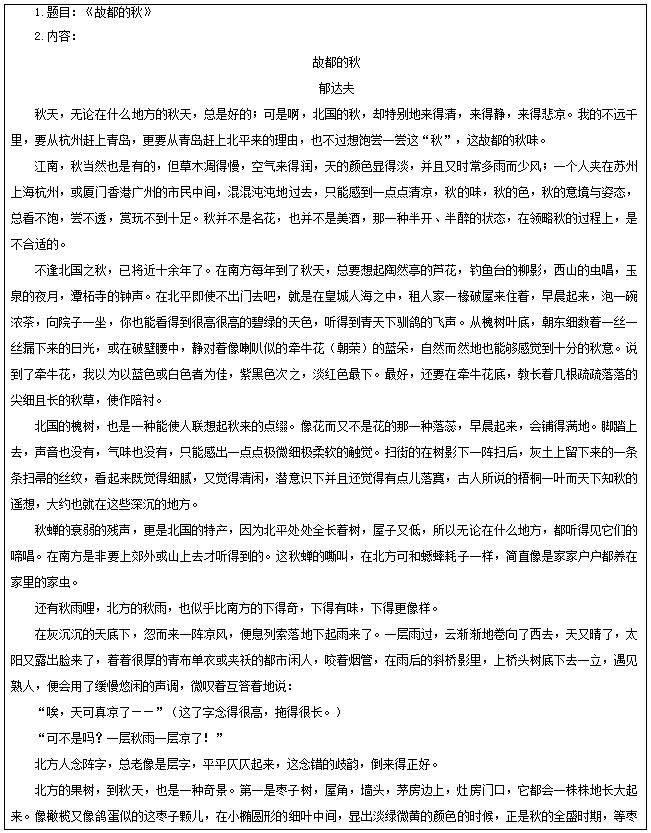 1.题目：《故都的秋》
2.内容：
故都的秋
郁达夫
秋天，无论在什么地方的秋天，总是好的；可是啊，北国的秋，却特别地来得清，来得静，来得悲凉。我的不远千
里，要从杭州赶上青岛，更要从青岛赶上北平来的理由，也不过想饱尝一尝这“秋”，这故都的秋味。
江南，秋当然也是有的，但草木凋得慢，空气来得润，天的颜色显得淡，并且又时常多雨而少风；一个人夹在苏州
上海杭州，或厦门香港广州的市民中间，混混沌沌地过去，只能感到一点点清凉，秋的味，秋的色，秋的意境与姿态，
总看不饱，尝不透，赏玩不到十足。秋并不是名花，也并不是美酒，那一种半开、半醉的状态，在领略秋的过程上，是
不合适的。
不逢北国之秋，已将近十余年了。在南方每年到了秋天，总要想起陶然亭的芦花，钓鱼台的柳影，西山的虫唱，玉
泉的夜月，潭柘寺的钟声。在北平即使不出门去吧，就是在皇城人海之中，租人家一椽破屋来住着，早晨起来，泡一碗
浓茶，向院子一坐，你也能看得到很高很高的碧绿的天色，听得到青天下驯鸽的飞声。从槐树叶底，朝东细数着一丝一
丝漏下来的日光，或在破壁腰中，静对着像喇叭似的牵牛花（朝荣）的蓝朵，自然而然地也能够感觉到十分的秋意。说
到了牵牛花，我以为以蓝色或白色者为佳，紫黑色次之，淡红色最下。最好，还要在牵牛花底，教长着几根疏疏落落的
尖细且长的秋草，使作陪衬。
北国的槐树，也是一种能使人联想起秋来的点缀。像花而又不是花的那一种落蕊，早晨起来，会铺得满地。脚踏上
去，声音也没有，气味也没有，只能感出一点点极微细极柔软的触觉。扫街的在树影下一阵扫后，灰土上留下来的一条
条扫帚的丝纹，看起来既觉得细腻，又觉得清闲，潜意识下并且还觉得有点儿落寞，古人所说的梧桐一叶而天下知秋的
遥想，大约也就在这些深沉的地方。
秋蝉的衰弱的残声，更是北国的特产，因为北平处处全长着树，屋子又低，所以无论在什么地方，都听得见它们的
啼唱。在南方是非要上郊外或山上去才听得到的。这秋蝉的嘶叫，在北方可和蟋蟀耗子一样，简直像是家家户户都养在
家里的家虫。
还有秋雨哩，北方的秋雨，也似乎比南方的下得奇，下得有味，下得更像样。
在灰沉沉的天底下，忽而来一阵凉风，便息列索落地下起雨来了。一层雨过，云渐渐地卷向了西去，天又晴了，太
阳又露出脸来了，着着很厚的青布单衣或夹袄的都市闲人，咬着烟管，在雨后的斜桥影里，上桥头树底下去一立，遇见
熟人，便会用了缓慢悠闲的声调，微叹着互答着地说：
“唉，天可真凉了－－”（这了字念得很高，拖得很长。）
“可不是吗？一层秋雨一层凉了！”
北方人念阵字，总老像是层字，平平仄仄起来，这念错的歧韵，倒来得正好。
北方的果树，到秋天，也是一种奇景。第一是枣子树，屋角，墙头，茅房边上，灶房门口，它都会一株株地长大起
来。像橄榄又像鸽蛋似的这枣子颗儿，在小椭圆形的细叶中间，显出淡绿微黄的颜色的时候，正是秋的全盛时期，等枣